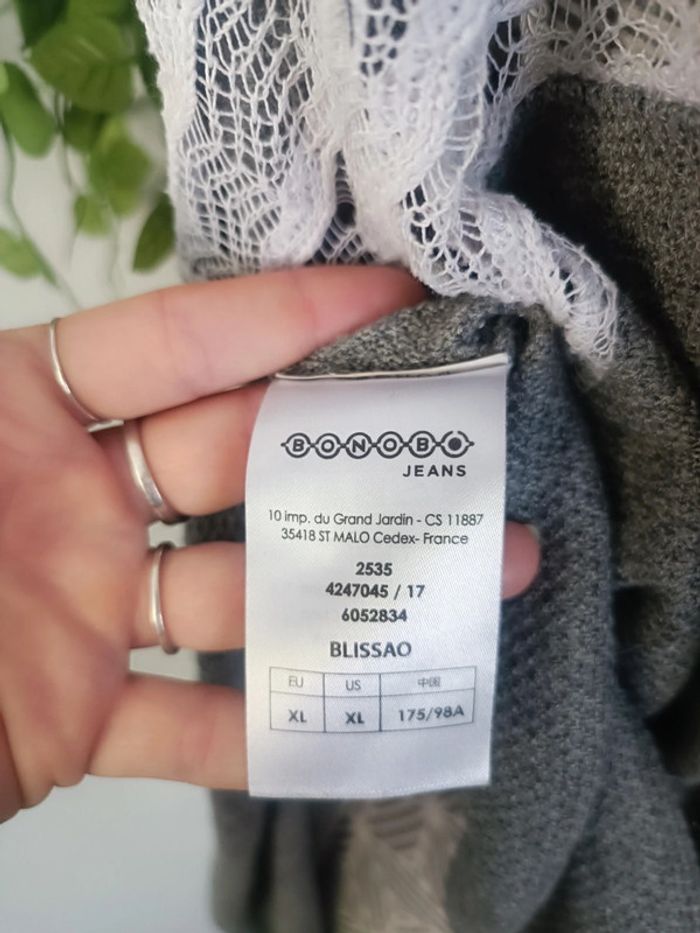 BONOBO
JEANS
10 imp. du Grand Jardin - CS 11887
35418 ST MALO Cedex- France
2535
4247045 / 17
6052834
BLISSAO
EU US 中国
XL XL 175/98A